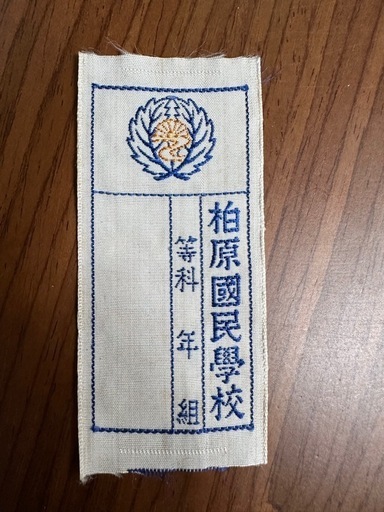 柏原國民學校
等科 年 組